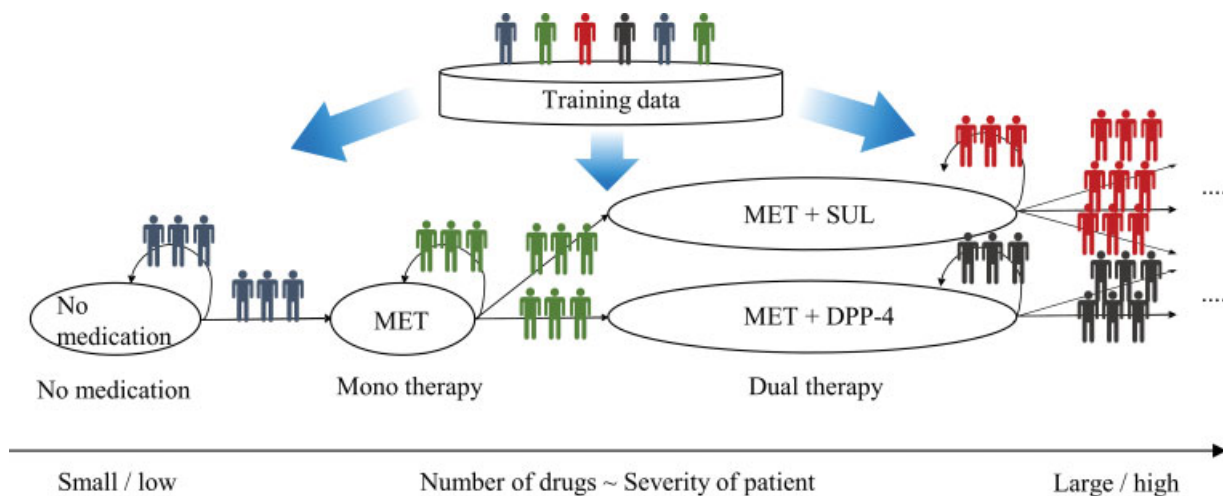 Training data
MET + SUL
.....
No
medication
MET
MET + DPP-4
.....
No medication
Mono therapy
Dual therapy
Small / low
Number of drugs ~ Severity of patient
Large / high